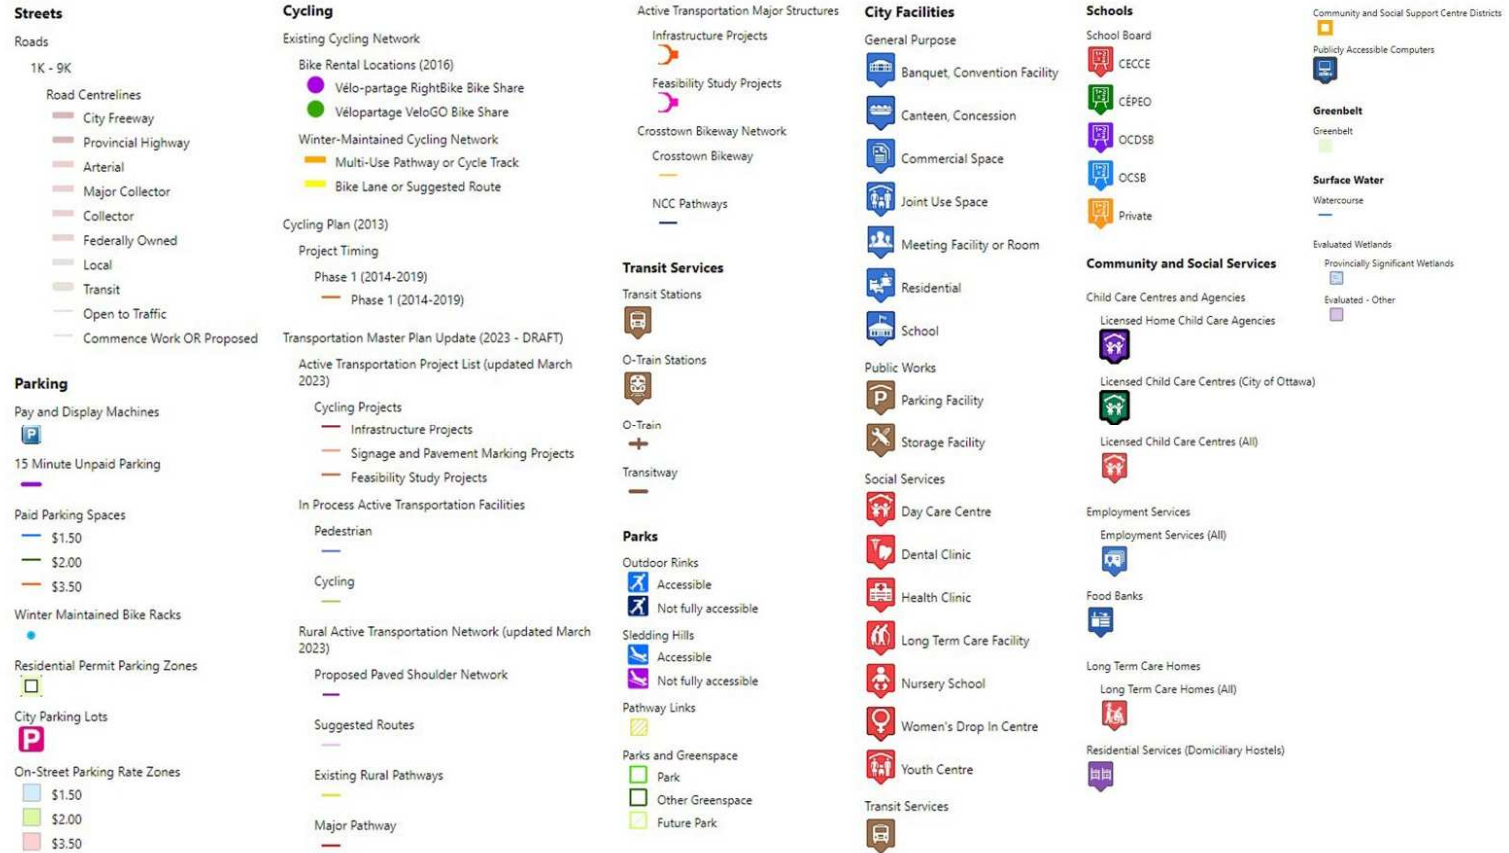 Streets
Roads
1K - 9K
Road Centrelines
City Freeway
Provincial Highway
Arterial
Major Collector
Collector
Federally Owned
Local
Transit
Open to Traffic
Commence Work OR Proposed
Parking
Pay and Display Machines
P
15 Minute Unpaid Parking
Paid Parking Spaces
$1.50
$2.00
$3.50
Winter Maintained Bike Racks
Residential Permit Parking Zones
City Parking Lots
P
On-Street Parking Rate Zones
$1.50
$2.00
$3.50
Cycling
Existing Cycling Network
Bike Rental Locations (2016)
Vélo-partage RightBike Bike Share
Vélopartage VeloGO Bike Share
Winter-Maintained Cycling Network
Multi-Use Pathway or Cycle Track
Bike Lane or Suggested Route
Cycling Plan (2013)
Project Timing
Phase 1 (2014-2019)
Phase 1 (2014-2019)
Transportation Master Plan Update (2023 - DRAFT)
Active Transportation Project List (updated March
2023)
Cycling Projects
Infrastructure Projects
Signage and Pavement Marking Projects
Feasibility Study Projects
In Process Active Transportation Facilities
Pedestrian
Cycling
Rural Active Transportation Network (updated March
2023)
Proposed Paved Shoulder Network
Suggested Routes
Existing Rural Pathways
Major Pathway
Active Transportation Major Structures
Infrastructure Projects
Feasibility Study Projects
Crosstown Bikeway Network
Crosstown Bikeway
NCC Pathways
Transit Services
Transit Stations
O-Train Stations
O-Train
Transitway
Parks
Outdoor Rinks
Accessible
Not fully accessible
Sledding Hills
Accessible
Not fully accessible
Pathway Links
Parks and Greenspace
Park
Other Greenspace
Future Park
City Facilities
General Purpose
Banquet, Convention Facility
Canteen, Concession
Commercial Space
Joint Use Space
Meeting Facility or Room
Residential
School
Public Works
P
Parking Facility
Storage Facility
Social Services
Day Care Centre
Dental Clinic
Health Clinic
Long Term Care Facility
Nursery School
Women's Drop In Centre
Youth Centre
Transit Services
Schools
School Board
CECCE
CÉPEO
OCDSB
OCSB
Private
Community and Social Services
Child Care Centres and Agencies
Licensed Home Child Care Agencies
Licensed Child Care Centres (City of Ottawa)
Licensed Child Care Centres (All)
Employment Services
Employment Services (All)
Food Banks
Long Term Care Homes
Long Term Care Homes (All)
Residential Services (Domiciliary Hostels)
Community and Social Support Centre Districts
Publicly Accessible Computers
Greenbelt
Greenbelt
Surface Water
Watercourse
Evaluated Wetlands
Provincially Significant Wetlands
Evaluated - Other